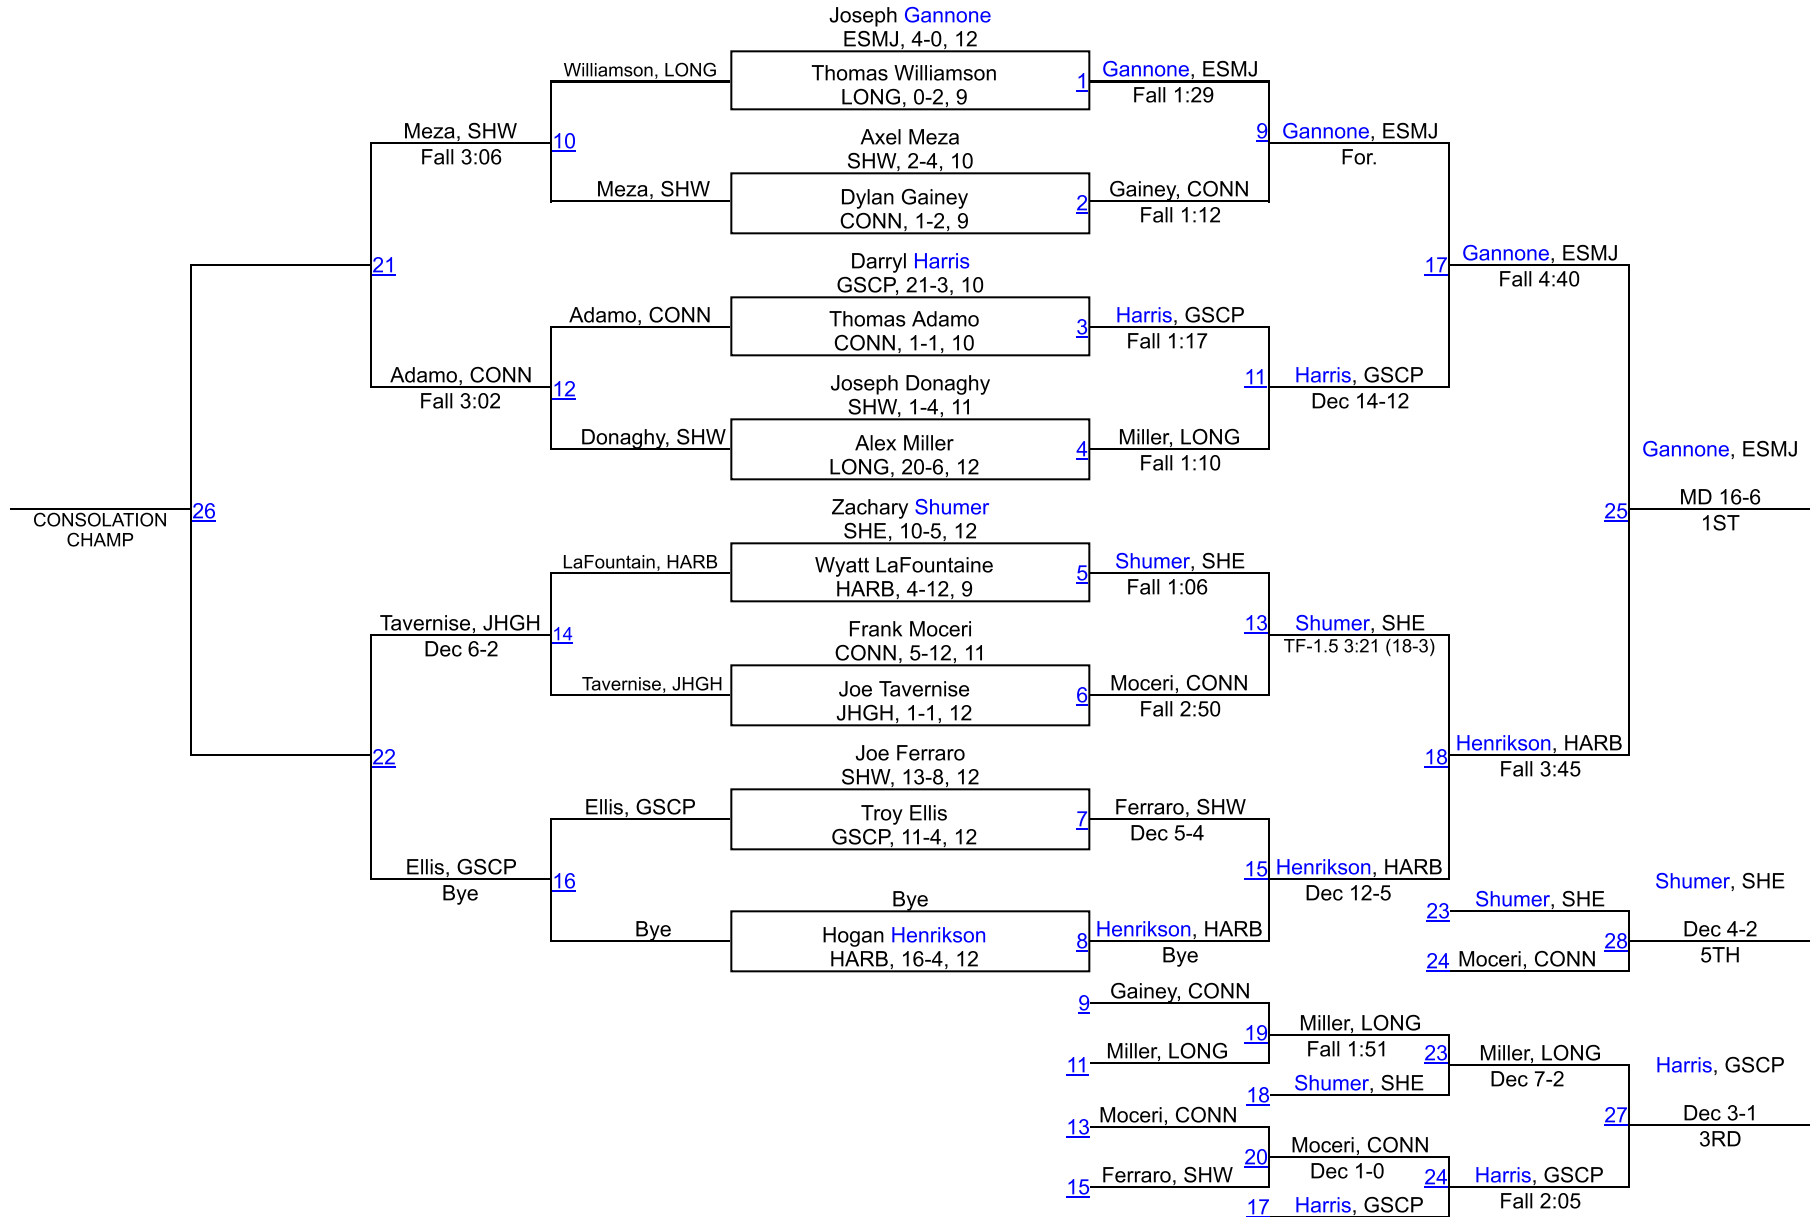 Joseph Gannone
ESMJ, 4-0, 12
Williamson, LONG
Thomas Williamson
LONG, 0-2, 9
1
Gannone, ESMJ
Fall 1:29
Meza, SHW
Fall 3:06
10
Axel Meza
SHW, 2-4, 10
9
Gannone, ESMJ
For.
Meza, SHW
Dylan Gainey
CONN, 1-2, 9
2
Gainey, CONN
Fall 1:12
21
Darryl Harris
GSCP, 21-3, 10
17
Gannone, ESMJ
Fall 4:40
Adamo, CONN
Thomas Adamo
CONN, 1-1, 10
3
Harris, GSCP
Fall 1:17
Adamo, CONN
Fall 3:02
12
Joseph Donaghy
SHW, 1-4, 11
11
Harris, GSCP
Dec 14-12
Donaghy, SHW
Alex Miller
LONG, 20-6, 12
4
Miller, LONG
Fall 1:10
Gannone, ESMJ
CONSOLATION
CHAMP
26
Zachary Shumer
SHE, 10-5, 12
25
MD 16-6
1ST
LaFountain, HARB
Wyatt LaFountaine
HARB, 4-12, 9
5
Shumer, SHE
Fall 1:06
Tavernise, JHGH
Dec 6-2
14
Frank Moceri
CONN, 5-12, 11
13
Shumer, SHE
TF-1.5 3:21 (18-3)
Tavernise, JHGH
Joe Tavernise
JHGH, 1-1, 12
6
Moceri, CONN
Fall 2:50
22
Joe Ferraro
SHW, 13-8, 12
18
Henrikson, HARB
Fall 3:45
Ellis, GSCP
Troy Ellis
GSCP, 11-4, 12
7
Ferraro, SHW
Dec 5-4
Ellis, GSCP
Bye
16
Bye
15
Henrikson, HARB
Dec 12-5
Bye
Hogan Henrikson
HARB, 16-4, 12
8
Henrikson, HARB
Bye
23
Shumer, SHE
24
Moceri, CONN
28
Shumer, SHE
Dec 4-2
5TH
9
Gainey, CONN
11
Miller, LONG
19
Miller, LONG
Fall 1:51
18
Shumer, SHE
23
Miller, LONG
Dec 7-2
13
Moceri, CONN
15
Ferraro, SHW
20
Moceri, CONN
Dec 1-0
17
Harris, GSCP
24
Harris, GSCP
Fall 2:05
27
Harris, GSCP
Dec 3-1
3RD